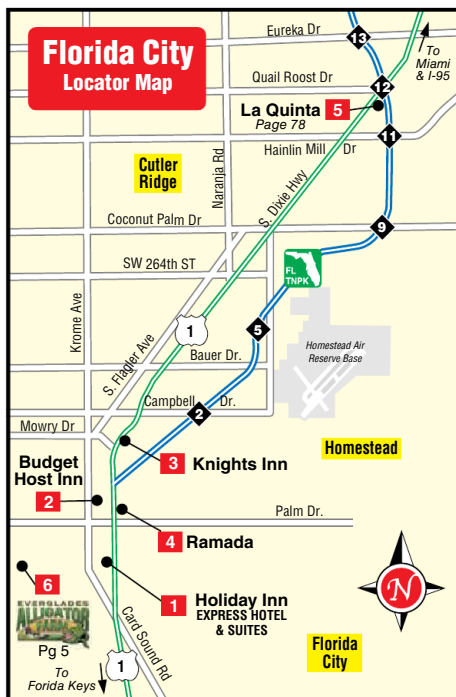 Florida City
Locator Map
Eureka Dr
13
To
Miami
& I-95
Quail Roost Dr
12
La Quinta 5
Page 78
11
Hainlin Mill Dr
Cutler
Ridge
Naranja Rd
S. Dixie Hwy
Coconut Palm Dr
9
SW 264th ST
FL
TNPK
Krome Ave
S. Flagler Ave
1
5
Homestead Air
Reserve Base
Bauer Dr.
Campbell Dr.
2
Mowry Dr
3 Knights Inn
Homestead
Budget
Host Inn
2
Palm Dr.
4 Ramada
6
EVERGLADES
ALLIGATOR
FARM
Pg 5
1 Holiday Inn
EXPRESS HOTEL
& SUITES
N
Card Sound Rd
1
To
Forida Keys
Florida
City